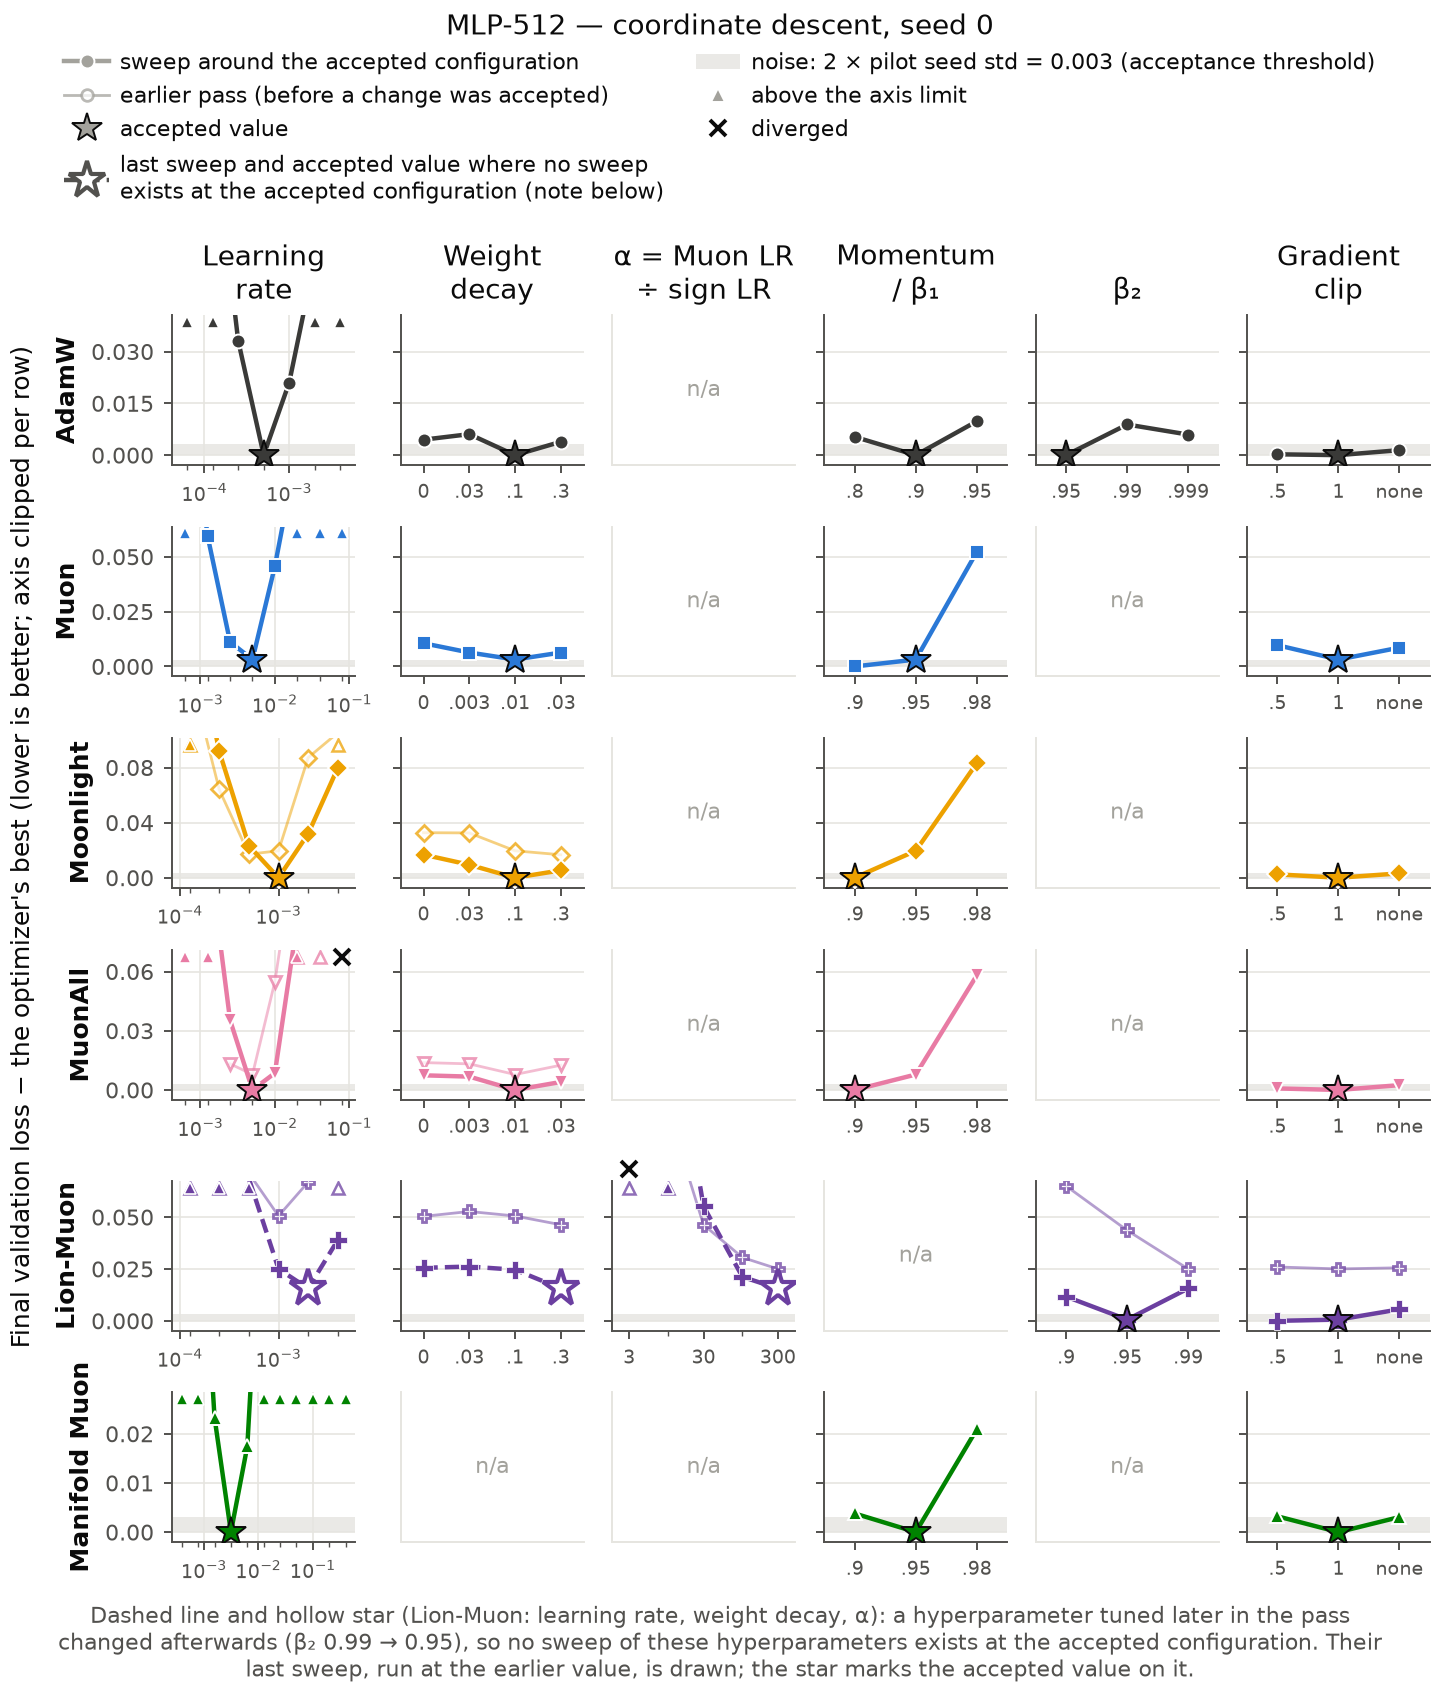 MLP-512 — coordinate descent, seed 0
sweep around the accepted configuration
earlier pass (before a change was accepted)
accepted value
last sweep and accepted value where no sweep
exists at the accepted configuration (note below)
noise: 2 × pilot seed std = 0.003 (acceptance threshold)
above the axis limit
diverged
Learning
rate
Weight
decay
α = Muon LR
÷ sign LR
Momentum
/ β₁
β₂
Gradient
clip
Final validation loss — the optimizer's best (lower is better; axis clipped per row)
AdamW
0.030
0.015
0.000
10⁻⁴ 10⁻³
0 .03 .1 .3
n/a
.8 .9 .95
.95 .99 .999
.5 1 none
Muon
0.050
0.025
0.000
10⁻³ 10⁻² 10⁻¹
0 .003 .01 .03
n/a
.9 .95 .98
n/a
.5 1 none
Moonlight
0.08
0.04
0.00
10⁻⁴ 10⁻³
0 .03 .1 .3
n/a
.9 .95 .98
n/a
.5 1 none
MuonAll
0.06
0.03
0.00
10⁻³ 10⁻² 10⁻¹
0 .003 .01 .03
n/a
.9 .95 .98
n/a
.5 1 none
Lion-Muon
0.050
0.025
0.000
10⁻⁴ 10⁻³
0 .03 .1 .3
3 30 300
n/a
.9 .95 .99
.5 1 none
Manifold Muon
0.02
0.01
0.00
10⁻³ 10⁻² 10⁻¹
n/a
n/a
.9 .95 .98
n/a
.5 1 none
Dashed line and hollow star (Lion-Muon: learning rate, weight decay, α): a hyperparameter tuned later in the pass
changed afterwards (β₂ 0.99 → 0.95), so no sweep of these hyperparameters exists at the accepted configuration. Their
last sweep, run at the earlier value, is drawn; the star marks the accepted value on it.